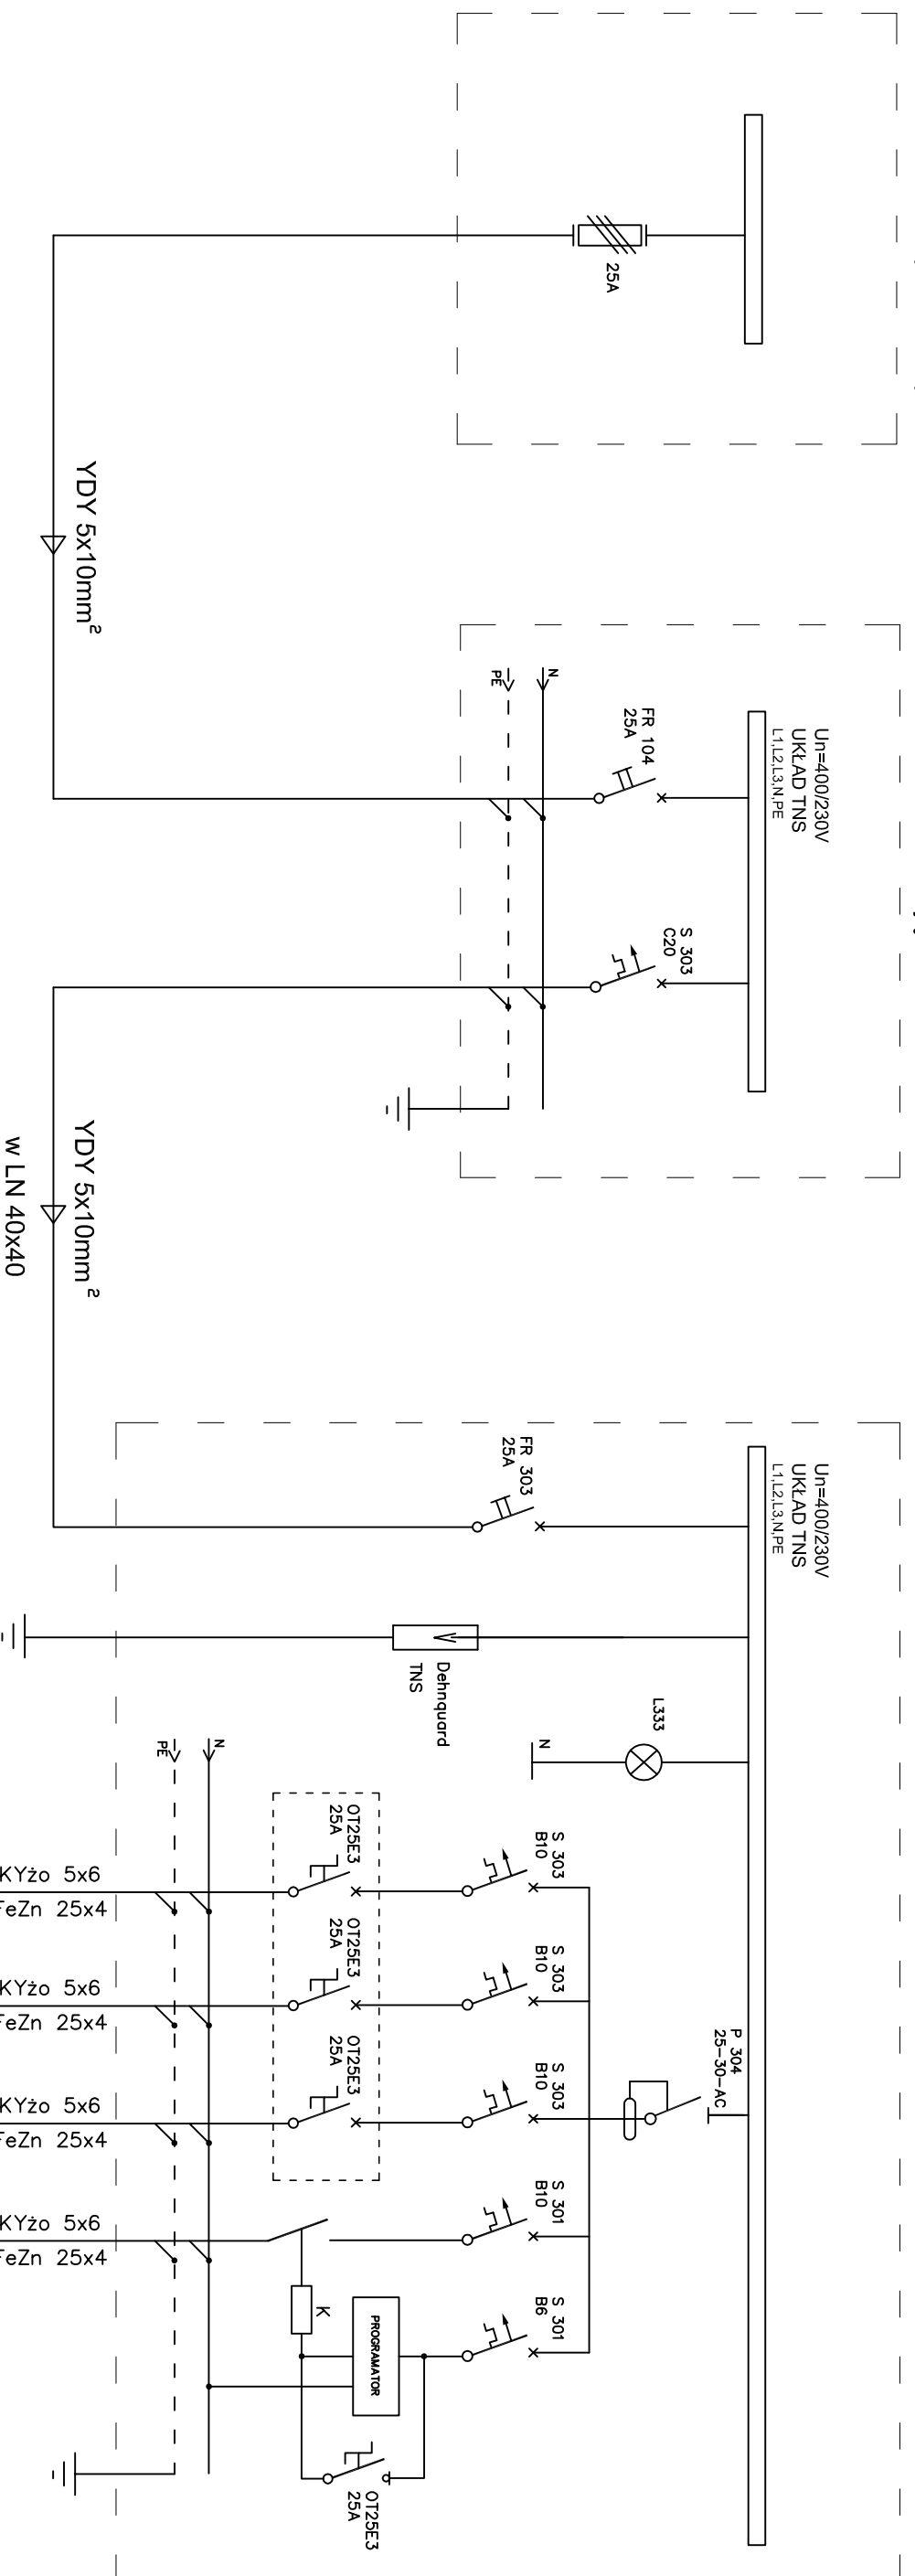 25A
YDY 5x10mm²
Un=400/230V
UKŁAD TNS
L1,L2,L3,N,PE
FR 104
25A
S 303
C20
N
PE
YDY 5x10mm²
w LN 40x40
Un=400/230V
UKŁAD TNS
L1,L2,L3,N,PE
FR 303
25A
Dehnquard
TNS
L333
N
N
PE
P 304
25-30-AC
S 303
B10
S 303
B10
S 303
B10
S 301
B10
S 301
B6
OT25E3
25A
OT25E3
25A
OT25E3
25A
K
PROGRAMATOR
OT25E3
25A
KYżo 5x6
FeZn 25x4
KYżo 5x6
FeZn 25x4
KYżo 5x6
FeZn 25x4
KYżo 5x6
FeZn 25x4